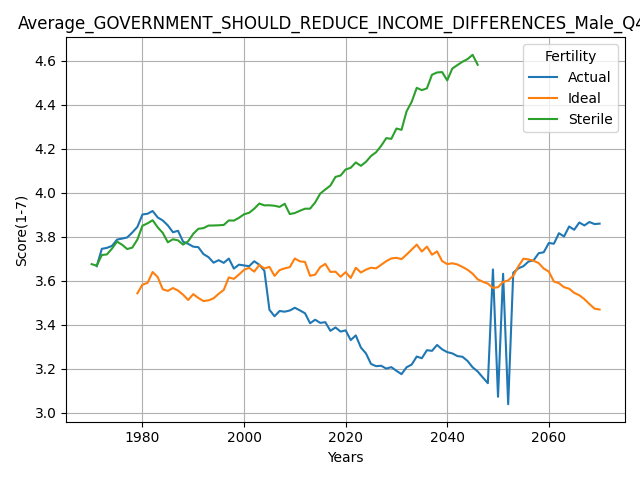 Average_GOVERNMENT_SHOULD_REDUCE_INCOME_DIFFERENCES_Male_Q4
Fertility
Actual
Ideal
Sterile
Score(1-7)
4.6
4.4
4.2
4.0
3.8
3.6
3.4
3.2
3.0
1980 2000 2020 2040 2060
Years